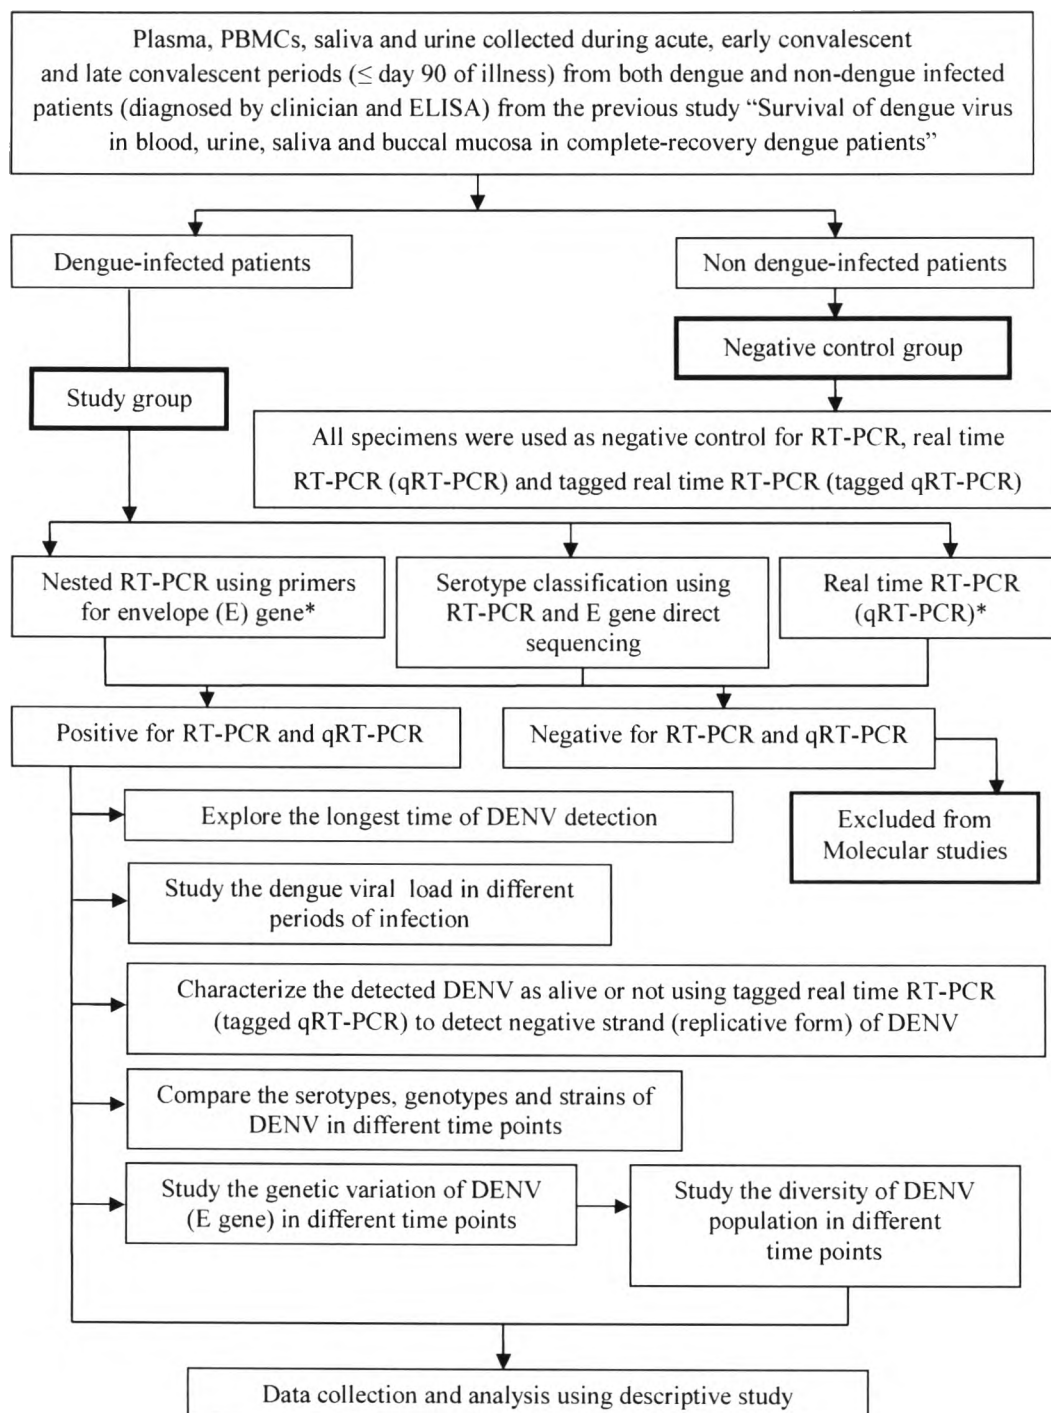 Plasma, PBMCs, saliva and urine collected during acute, early convalescent
and late convalescent periods (≤ day 90 of illness) from both dengue and non-dengue infected
patients (diagnosed by clinician and ELISA) from the previous study “Survival of dengue virus
in blood, urine, saliva and buccal mucosa in complete-recovery dengue patients”
Dengue-infected patients
Non dengue-infected patients
Negative control group
Study group
All specimens were used as negative control for RT-PCR, real time
RT-PCR (qRT-PCR) and tagged real time RT-PCR (tagged qRT-PCR)
Nested RT-PCR using primers
for envelope (E) gene*
Serotype classification using
RT-PCR and E gene direct
sequencing
Real time RT-PCR
(qRT-PCR)*
Positive for RT-PCR and qRT-PCR
Negative for RT-PCR and qRT-PCR
Explore the longest time of DENV detection
Excluded from
Molecular studies
Study the dengue viral load in different
periods of infection
Characterize the detected DENV as alive or not using tagged real time RT-PCR
(tagged qRT-PCR) to detect negative strand (replicative form) of DENV
Compare the serotypes, genotypes and strains of
DENV in different time points
Study the genetic variation of DENV
(E gene) in different time points
Study the diversity of DENV
population in different
time points
Data collection and analysis using descriptive study